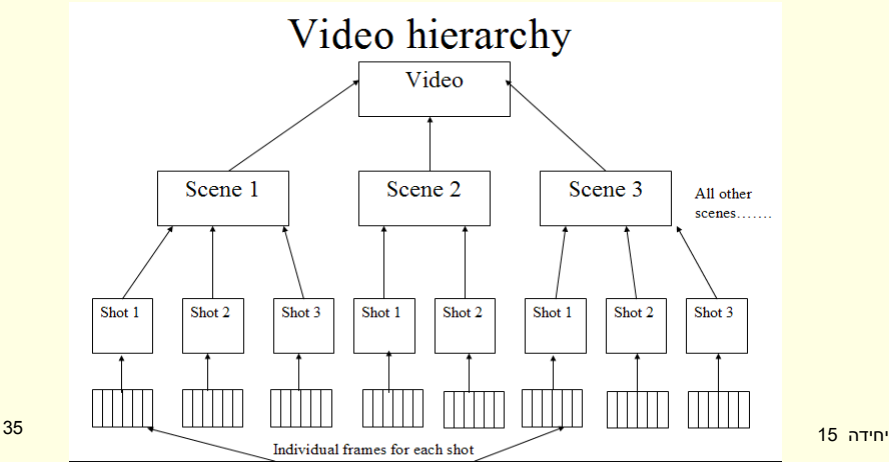 Video hierarchy
Video
Scene 1
Scene 2
Scene 3
All other
scenes.......
Shot 1
Shot 2
Shot 3
Shot 1
Shot 2
Shot 1
Shot 2
Shot 3
Individual frames for each shot
35
יחידה 15